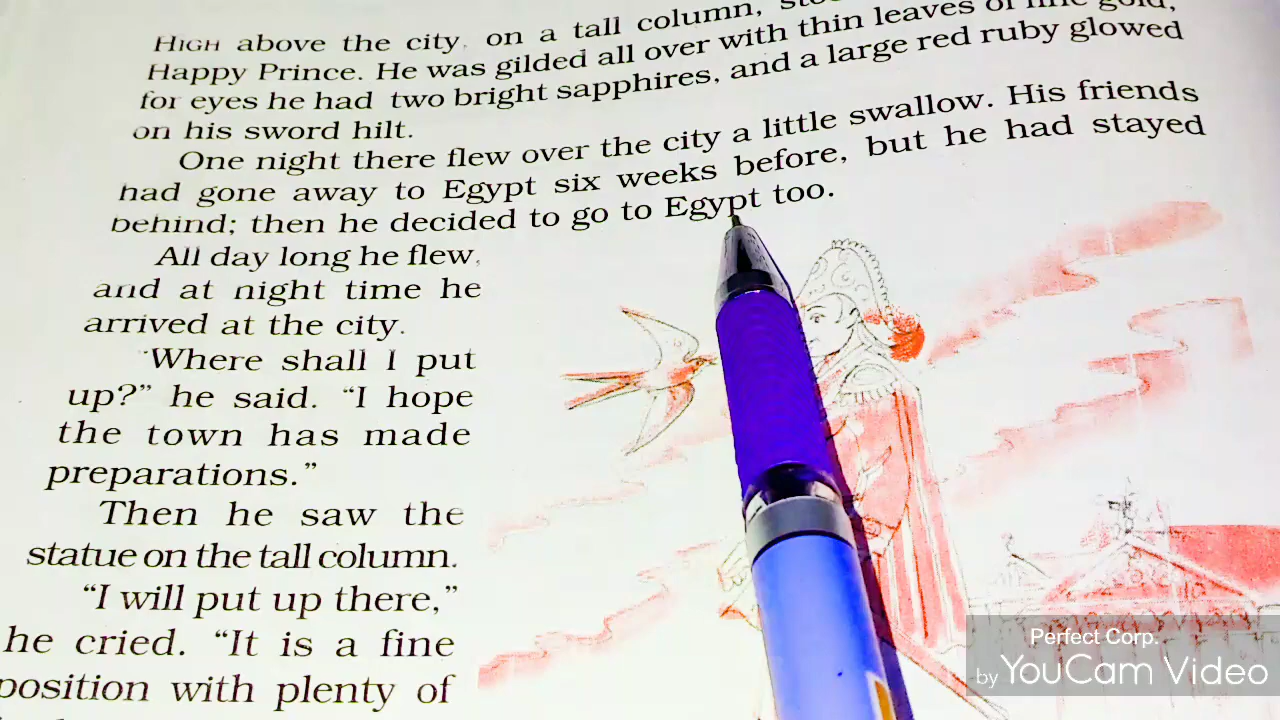 HIGH above the city, on a tall column,
Happy Prince. He was gilded all over with thin leaves of fine gold,
for eyes he had two bright sapphires, and a large red ruby glowed
on his sword hilt.
One night there flew over the city a little swallow. His friends
had gone away to Egypt six weeks before, but he had stayed
behind; then he decided to go to Egypt too.
All day long he flew,
and at night time he
arrived at the city.
“Where shall I put
up?” he said. “I hope
the town has made
preparations.”
Then he saw the
statue on the tall column.
“I will put up there,”
he cried. “It is a fine
position with plenty of
Perfect Corp.
by YouCam Video